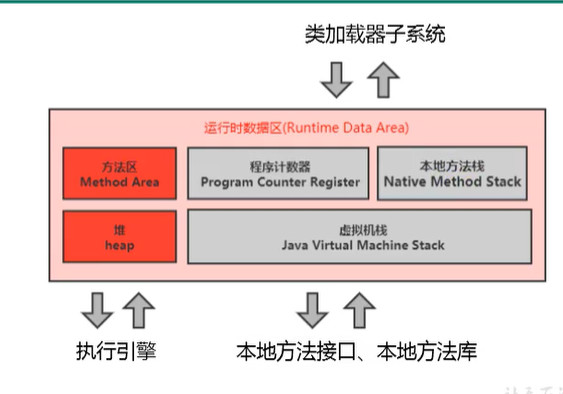 类加载器子系统
运行时数据区(Runtime Data Area)
方法区
Method Area
程序计数器
Program Counter Register
本地方法栈
Native Method Stack
堆
heap
虚拟机栈
Java Virtual Machine Stack
执行引擎
本地方法接口、本地方法库